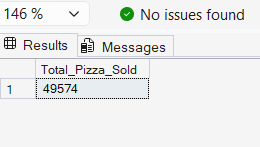 146 %
No issues found
Results
Messages
Total_Pizza_Sold
1
49574